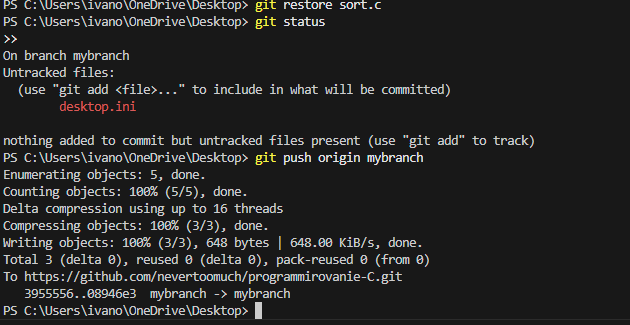 PS C:\Users\ivano\OneDrive\Desktop> git restore sort.c
PS C:\Users\ivano\OneDrive\Desktop> git status
>>
On branch mybranch
Untracked files:
  (use "git add <file>..." to include in what will be committed)
        desktop.ini

nothing added to commit but untracked files present (use "git add" to track)
PS C:\Users\ivano\OneDrive\Desktop> git push origin mybranch
Enumerating objects: 5, done.
Counting objects: 100% (5/5), done.
Delta compression using up to 16 threads
Compressing objects: 100% (3/3), done.
Writing objects: 100% (3/3), 648 bytes | 648.00 KiB/s, done.
Total 3 (delta 0), reused 0 (delta 0), pack-reused 0 (from 0)
To https://github.com/nevertoomuch/programmirovanie-C.git
   3955556..08946e3  mybranch -> mybranch
PS C:\Users\ivano\OneDrive\Desktop>